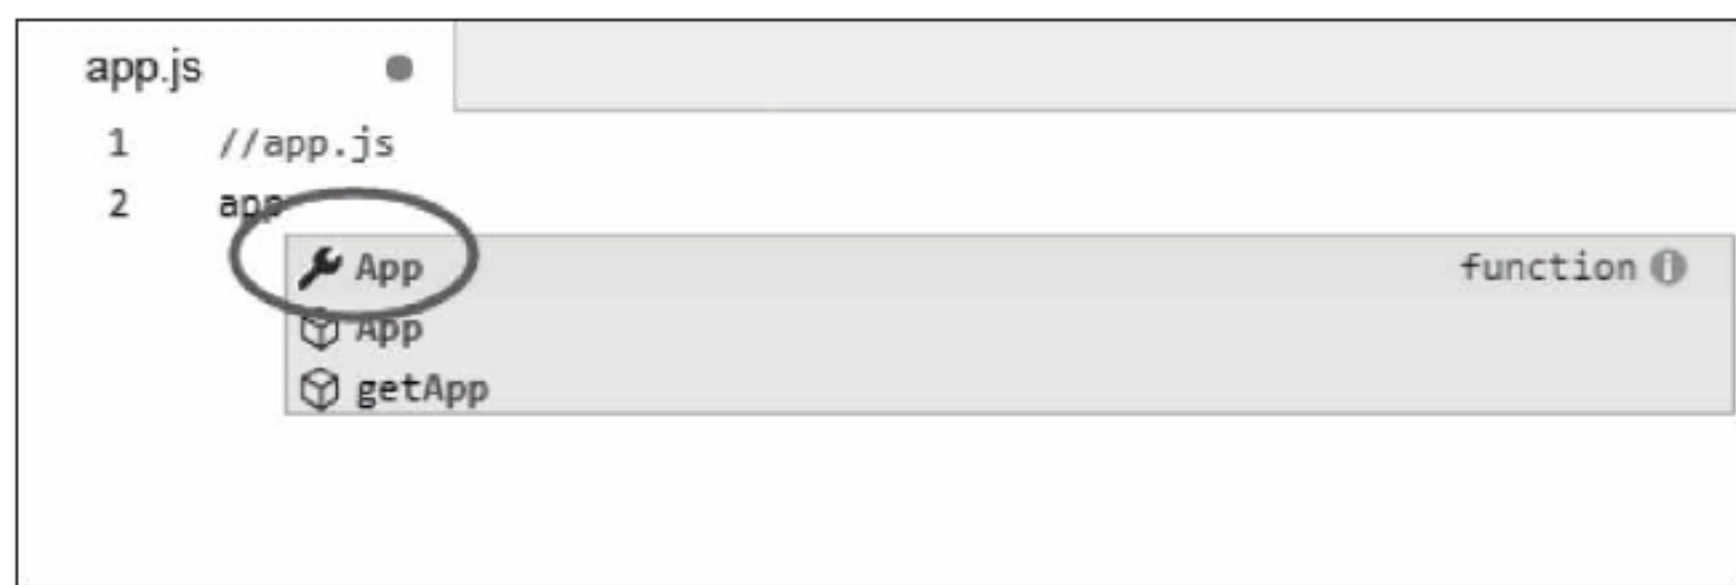 app.js
1 //app.js
2 app
App function
App
getApp